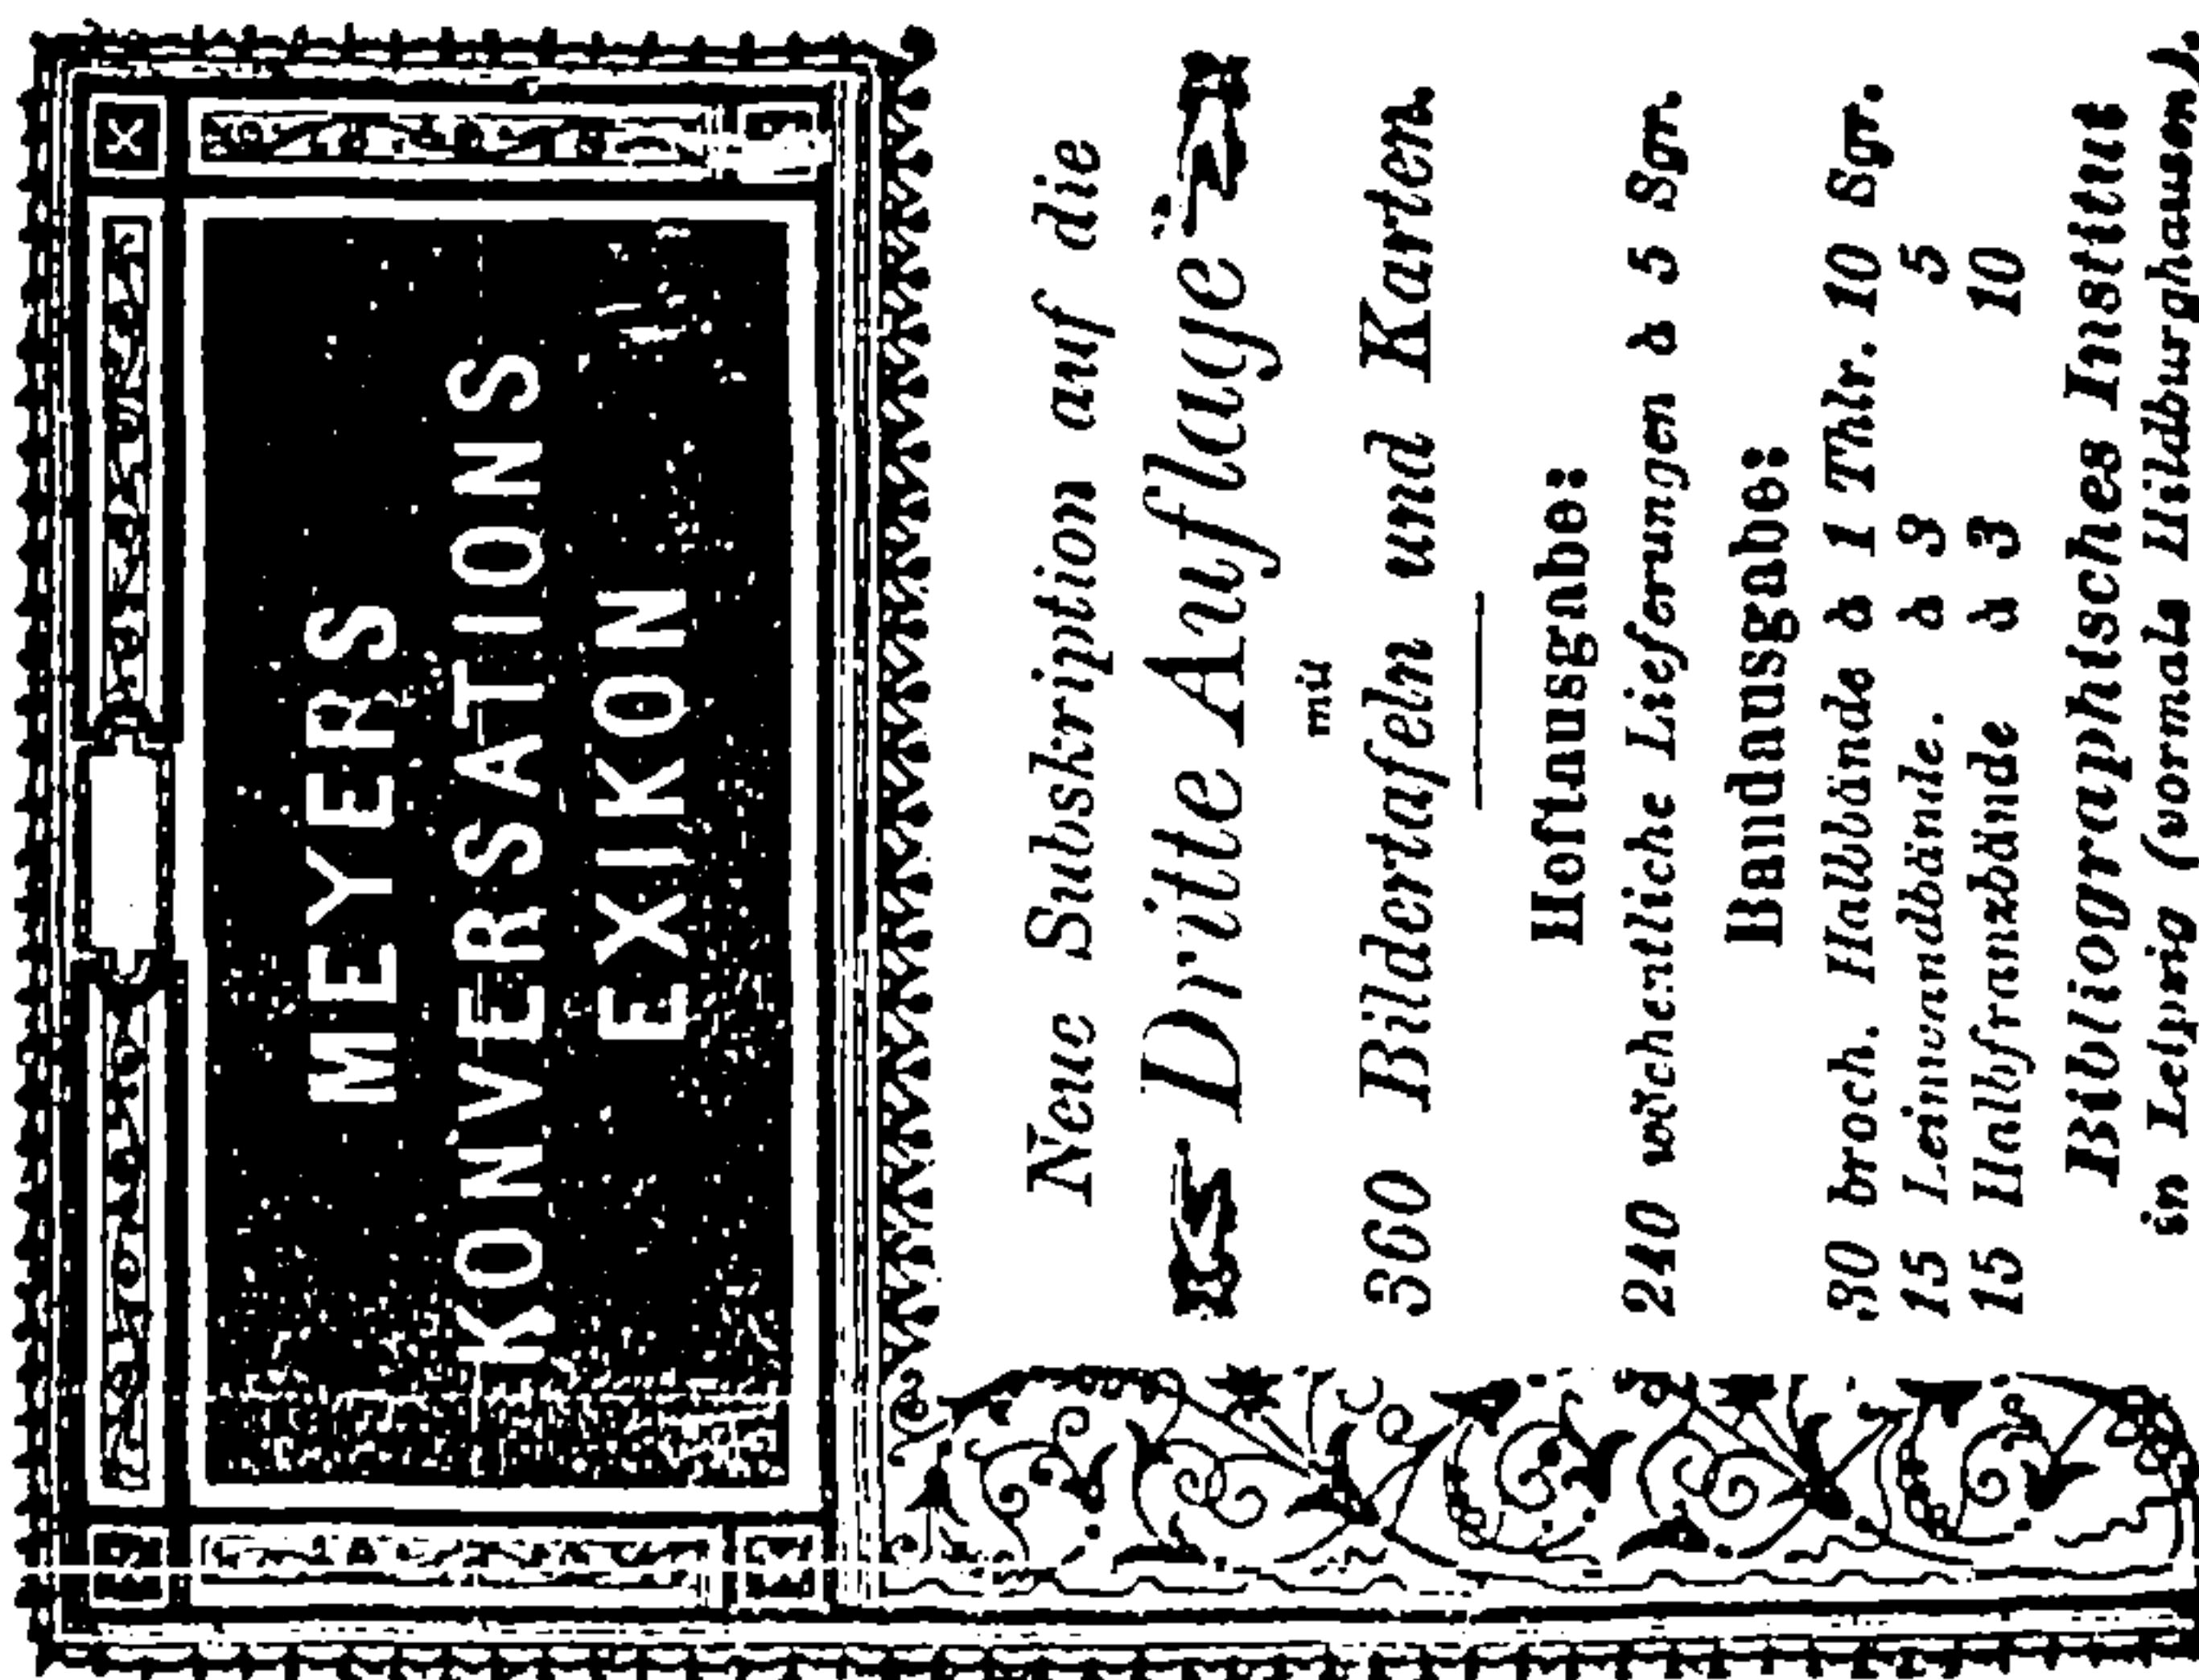 MEYERS
KONVERSATIONS
EXIKON
Neue Subskription auf die
Dritte Auflage
mit
360 Bildertafeln und Karten.
Heftausgabe:
240 wöchentliche Lieferungen à 5 Sgr.
Bandausgabe:
30 broch. Halbbände à 1 Thlr. 10 Sgr.
15 Leinwandbände. à 3 5
15 Halbfranzbände à 3 10
Bibliographisches Institut
in Leipzig (vormals Hildburghausen).